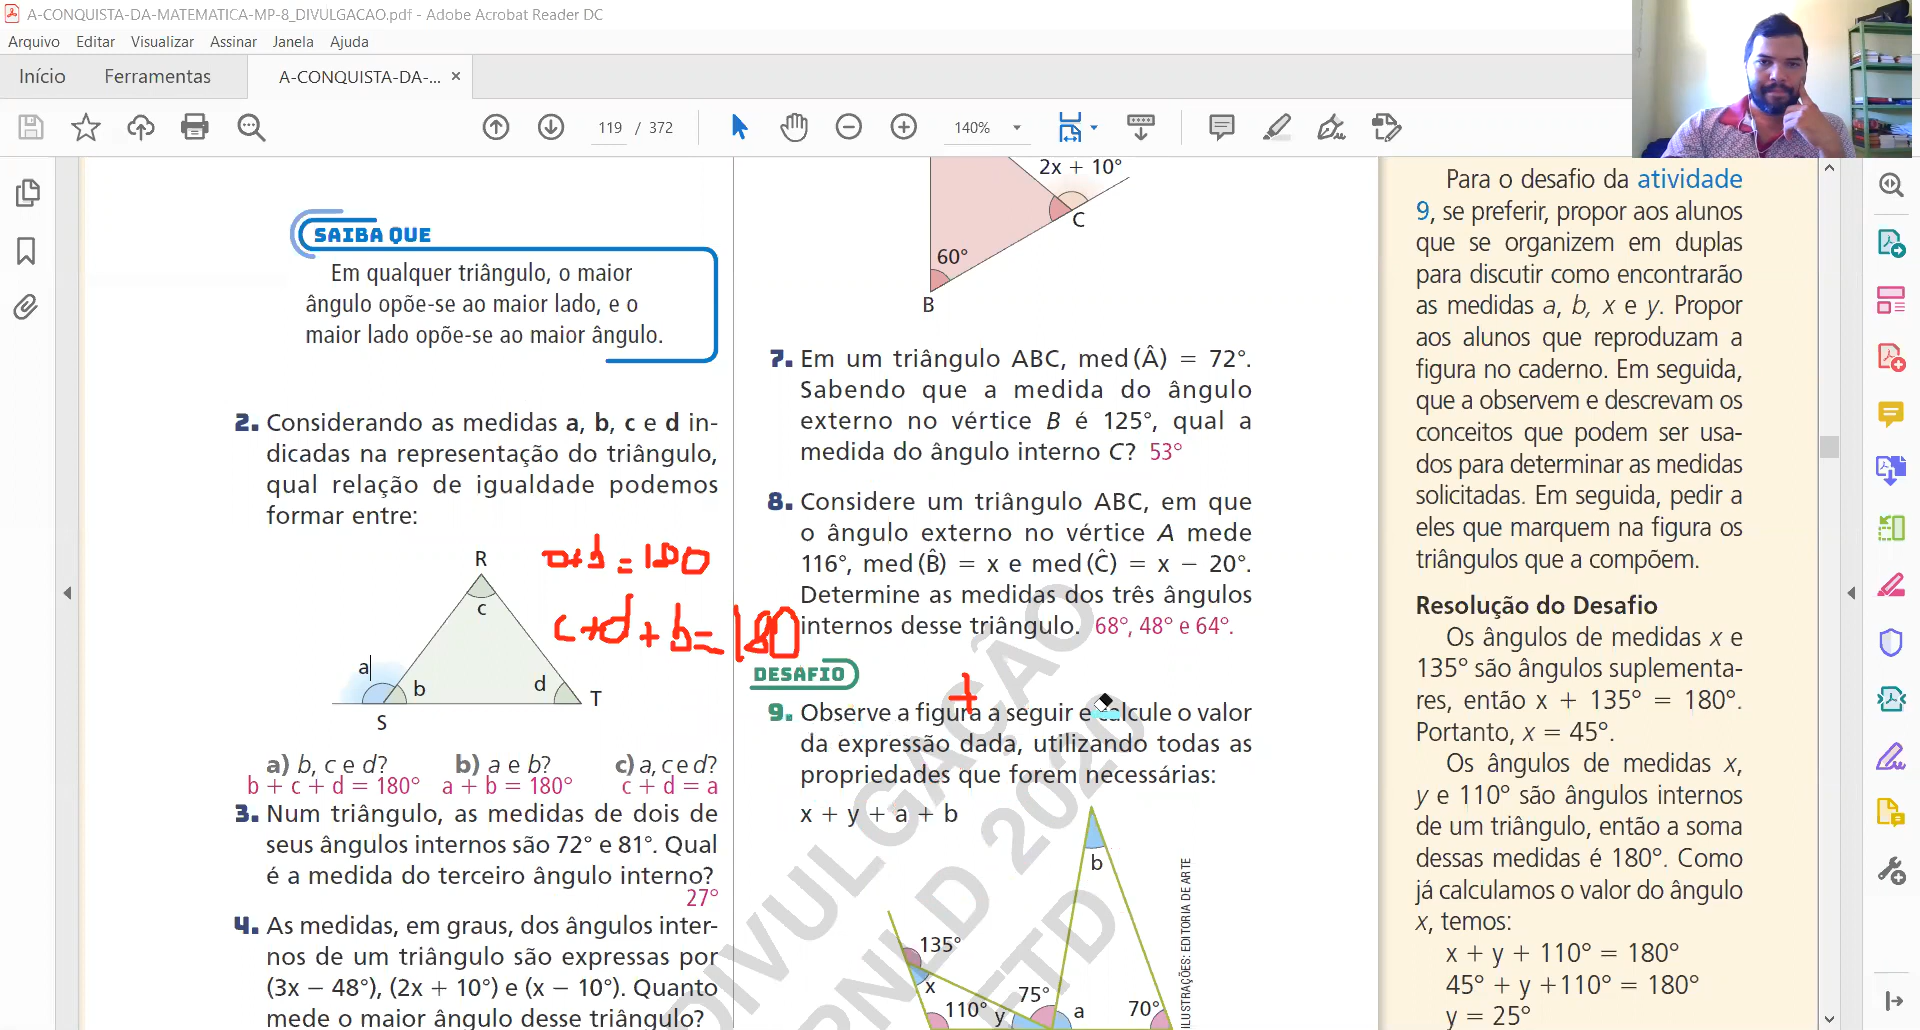 A-CONQUISTA-DA-MATEMATICA-MP-8_DIVULGACAO.pdf - Adobe Acrobat Reader DC
Arquivo Editar Visualizar Assinar Janela Ajuda
Início Ferramentas A-CONQUISTA-DA-... ×
119 / 372 140%
SAIBA QUE
Em qualquer triângulo, o maior
ângulo opõe-se ao maior lado, e o
maior lado opõe-se ao maior ângulo.
2. Considerando as medidas a, b, c e d in-
dicadas na representação do triângulo,
qual relação de igualdade podemos
formar entre:
R
c
a
b
d
S
T
a+b = 180
c+d+b=180
a) b, c e d? b) a e b? c) a, c e d?
b + c + d = 180° a + b = 180° c + d = a
3. Num triângulo, as medidas de dois de
seus ângulos internos são 72° e 81°. Qual
é a medida do terceiro ângulo interno?
27°
4. As medidas, em graus, dos ângulos inter-
nos de um triângulo são expressas por
(3x − 48°), (2x + 10°) e (x − 10°). Quanto
mede o maior ângulo desse triângulo?
2x + 10°
C
60°
B
7. Em um triângulo ABC, med (Â) = 72°.
Sabendo que a medida do ângulo
externo no vértice B é 125°, qual a
medida do ângulo interno C? 53°
8. Considere um triângulo ABC, em que
o ângulo externo no vértice A mede
116°, med (B̂) = x e med (Ĉ) = x − 20°.
Determine as medidas dos três ângulos
internos desse triângulo. 68°, 48° e 64°.
DESAFIO
+
9. Observe a figura a seguir e calcule o valor
da expressão dada, utilizando todas as
propriedades que forem necessárias:
x + y + a + b
b
135°
x
110°
y
75°
a
70°
ILUSTRAÇÕES: EDITORIA DE ARTE
DIVULGAÇÃO
PNLD 2020
FTD
Para o desafio da atividade
9, se preferir, propor aos alunos
que se organizem em duplas
para discutir como encontrarão
as medidas a, b, x e y. Propor
aos alunos que reproduzam a
figura no caderno. Em seguida,
que a observem e descrevam os
conceitos que podem ser usa-
dos para determinar as medidas
solicitadas. Em seguida, pedir a
eles que marquem na figura os
triângulos que a compõem.
Resolução do Desafio
Os ângulos de medidas x e
135° são ângulos suplementa-
res, então x + 135° = 180°.
Portanto, x = 45°.
Os ângulos de medidas x,
y e 110° são ângulos internos
de um triângulo, então a soma
dessas medidas é 180°. Como
já calculamos o valor do ângulo
x, temos:
x + y + 110° = 180°
45° + y +110° = 180°
y = 25°